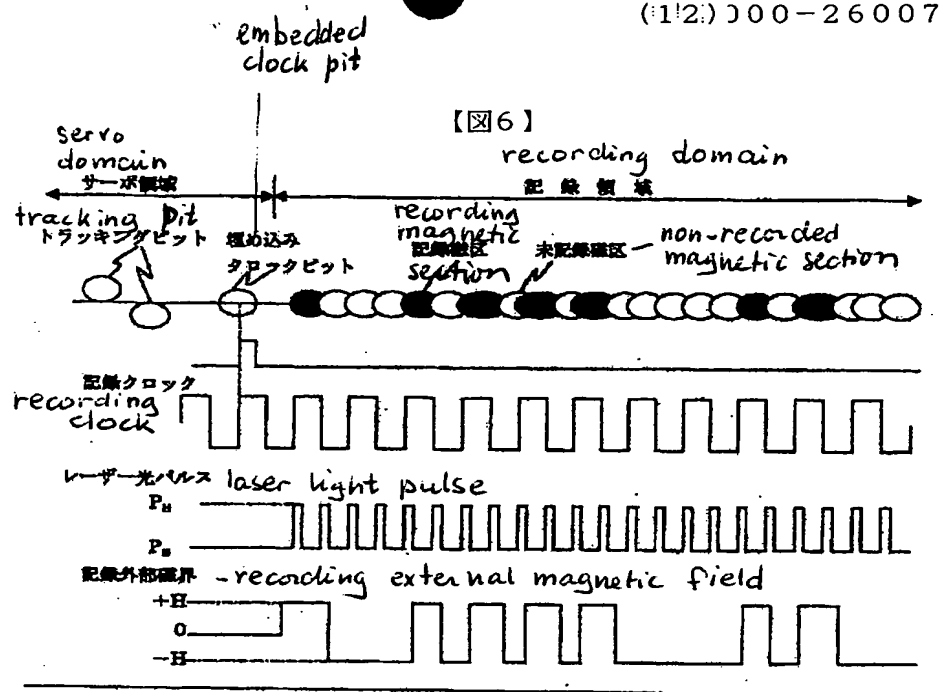 (12)000-26007
embedded
clock pit
【図6】
servo
domain
サーボ領域
recording domain
記録領域
tracking pit
トラッキングピット
埋め込み
クロックピット
recording
magnetic
記録磁区
section
未記録磁区
non-recorded
magnetic section
記録クロック
recording
clock
レーザー光パルス laser light pulse
P_H
記録外部磁界 - recording external magnetic field
+H
0
-H